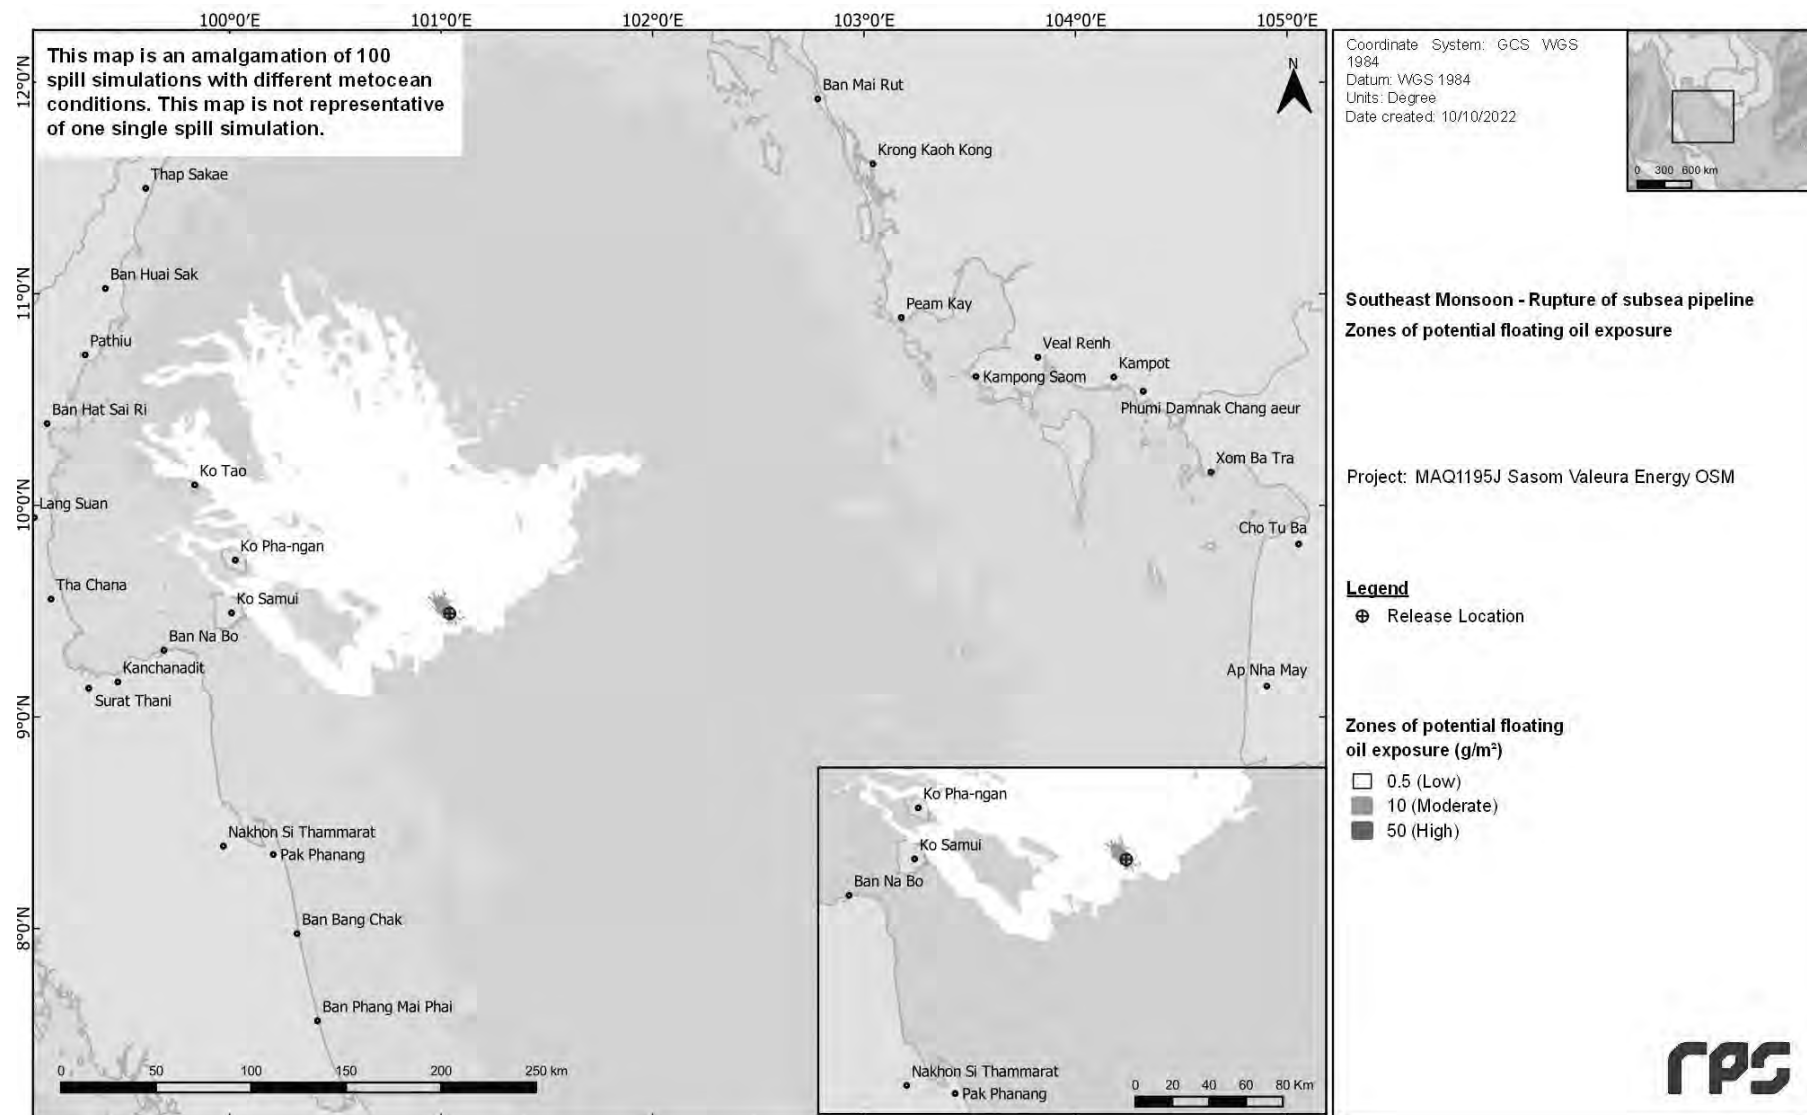 100°0'E
101°0'E
102°0'E
103°0'E
104°0'E
105°0'E
12°0'N
11°0'N
10°0'N
9°0'N
8°0'N
This map is an amalgamation of 100
spill simulations with different metocean
conditions. This map is not representative
of one single spill simulation.
N
Ban Mai Rut
Krong Kaoh Kong
Thap Sakae
Ban Huai Sak
Peam Kay
Pathiu
Veal Renh
Kampot
Kampong Saom
Ban Hat Sai Ri
Phumi Damnak Chang aeur
Ko Tao
Xom Ba Tra
Lang Suan
Cho Tu Ba
Ko Pha-ngan
Tha Chana
Ko Samui
Ban Na Bo
Kanchanadit
Surat Thani
Ap Nha May
Nakhon Si Thammarat
Pak Phanang
Ban Bang Chak
Ban Phang Mai Phai
0 50 100 150 200 250 km
Ko Pha-ngan
Ko Samui
Ban Na Bo
Nakhon Si Thammarat
Pak Phanang
0 20 40 60 80 Km
Coordinate System: GCS WGS
1984
Datum: WGS 1984
Units: Degree
Date created: 10/10/2022
0 300 600 km
Southeast Monsoon - Rupture of subsea pipeline
Zones of potential floating oil exposure
Project: MAQ1195J Sasom Valeura Energy OSM
Legend
Release Location
Zones of potential floating
oil exposure (g/m²)
0.5 (Low)
10 (Moderate)
50 (High)
rps